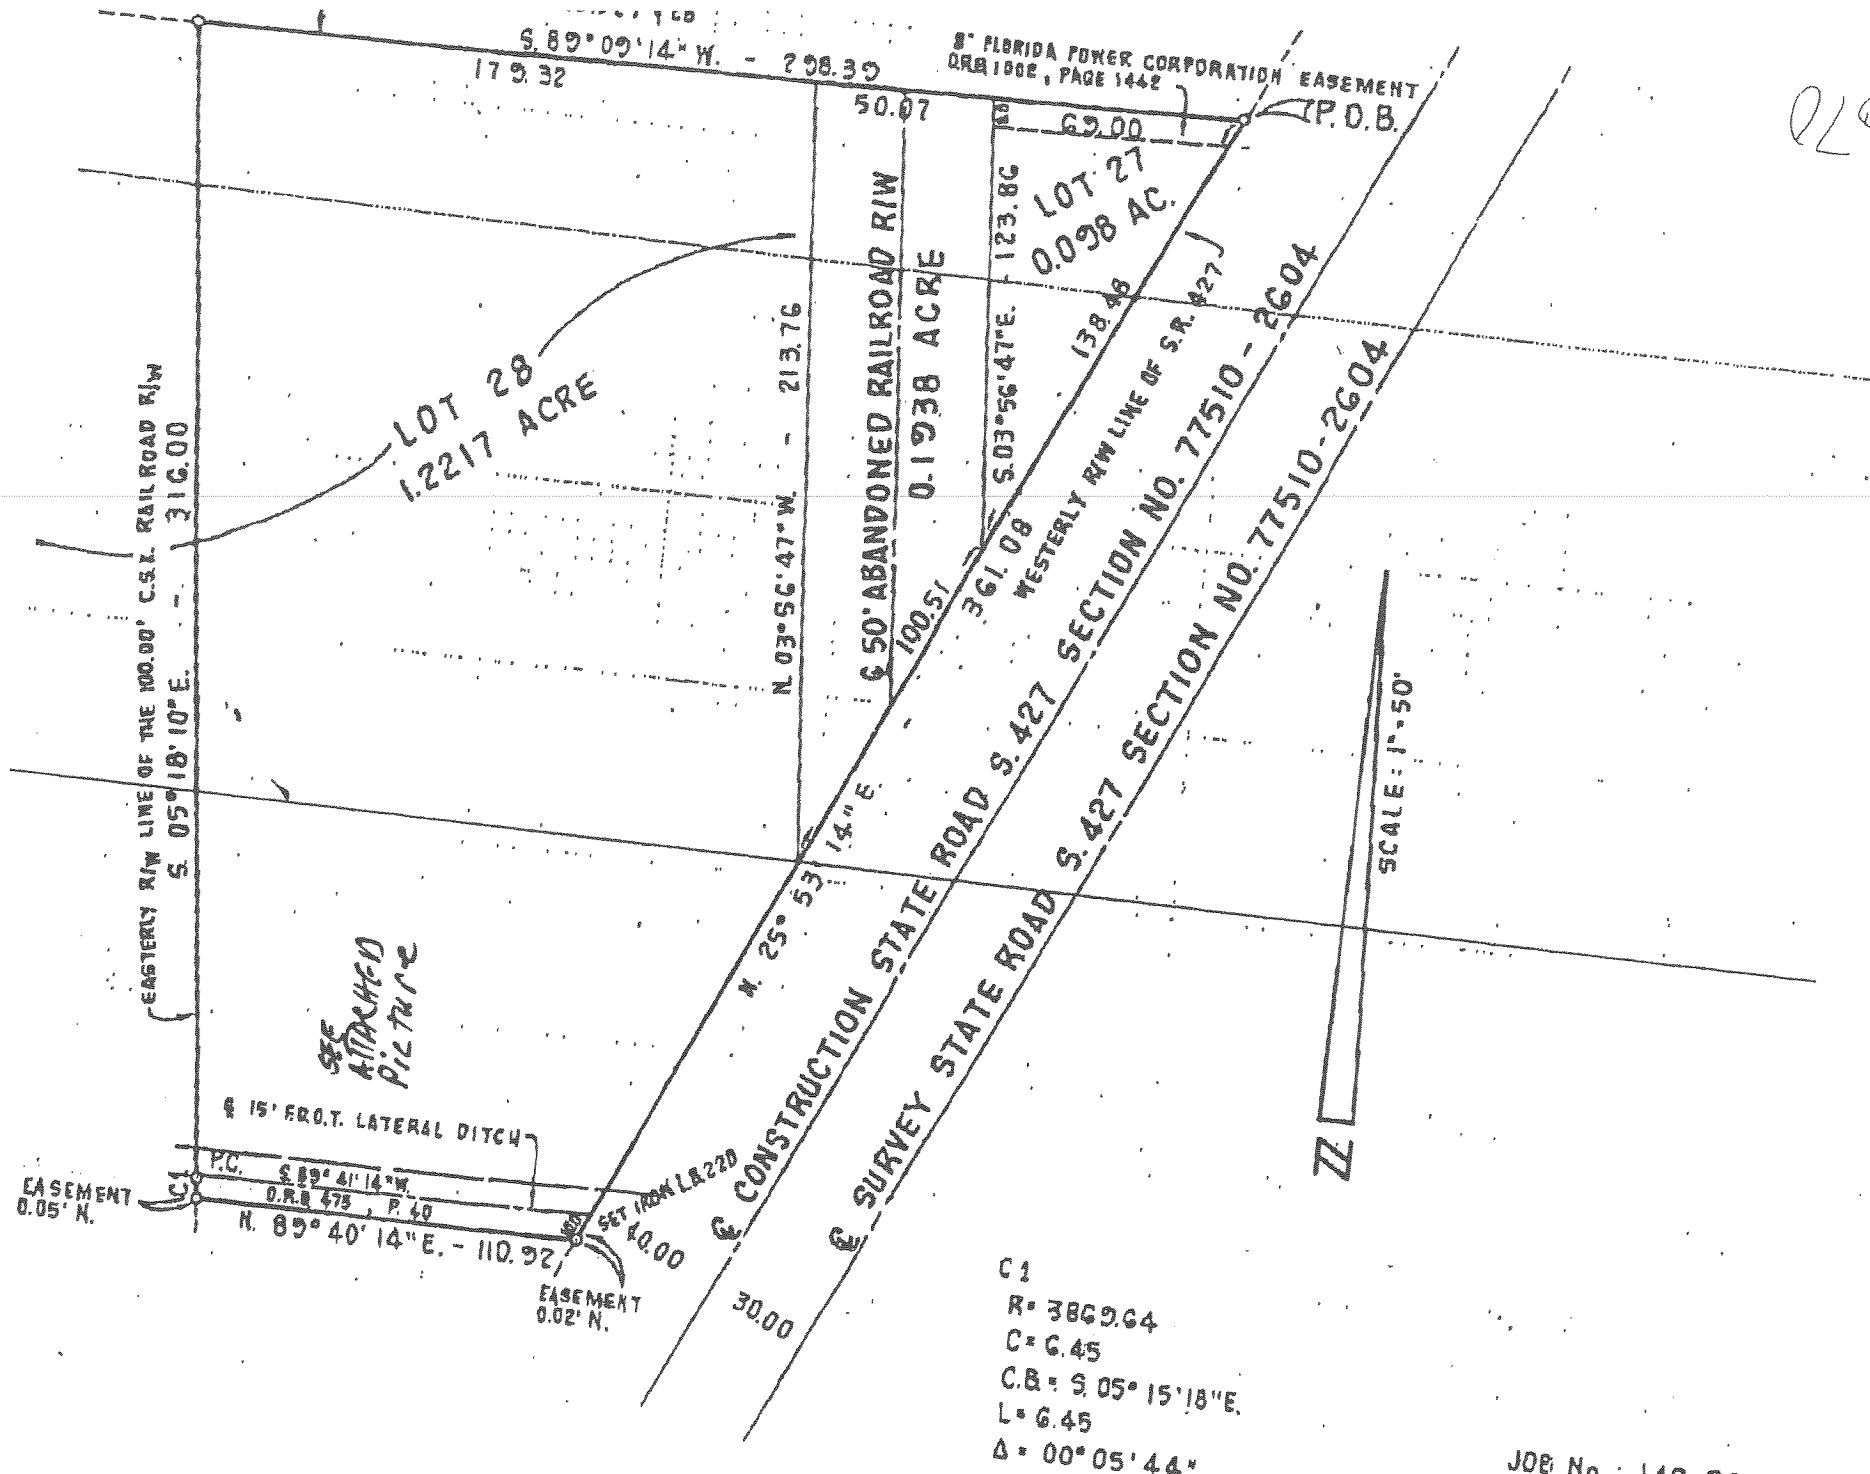 S. 89°09'14" W. - 298.39
179.32
50.07
8' FLORIDA POWER CORPORATION EASEMENT
O.R.B 1002, PAGE 1442
P.O.B.
69.00
LOT 27
0.098 AC.
S.03°56'47"E. - 123.86
138.48
WESTERLY R/W LINE OF S.R. 427
℄ 50' ABANDONED RAILROAD R/W
0.1938 ACRE
N. 03°56'47"W. - 213.76
LOT 28
1.2217 ACRE
EASTERLY R/W LINE OF THE 100.00' C.S.X. RAILROAD R/W
S. 05°18'10"E. - 316.00
100.51
361.08
N. 25° 53' 14" E.
℄ CONSTRUCTION STATE ROAD S. 427 SECTION NO. 77510-2604
℄ SURVEY STATE ROAD S. 427 SECTION NO. 77510-2604
SCALE: 1"=50'
SEE
ATTACHED
Picture
℄ 15' F.D.O.T. LATERAL DITCH
P.C.
C1
S. 89° 41' 14" W.
O.R.B. 475, P. 40
N. 89° 40' 14" E. - 110.92
EASEMENT
0.05' N.
SET IRON L.B. 220
40.00
EASEMENT
0.02' N.
30.00
C1
R= 3869.64
C= 6.45
C.B.= S. 05° 15' 18" E.
L= 6.45
Δ = 00° 05' 44"
JOB No.